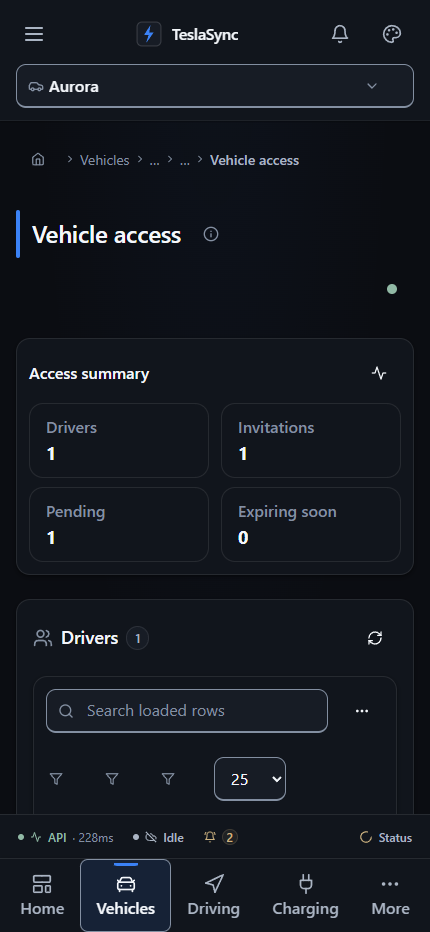 TeslaSync
Aurora
Vehicles ... ... Vehicle access
Vehicle access
Access summary
Drivers
1
Invitations
1
Pending
1
Expiring soon
0
Drivers 1
Search loaded rows
25
API · 228ms Idle 2 Status
Home Vehicles Driving Charging More